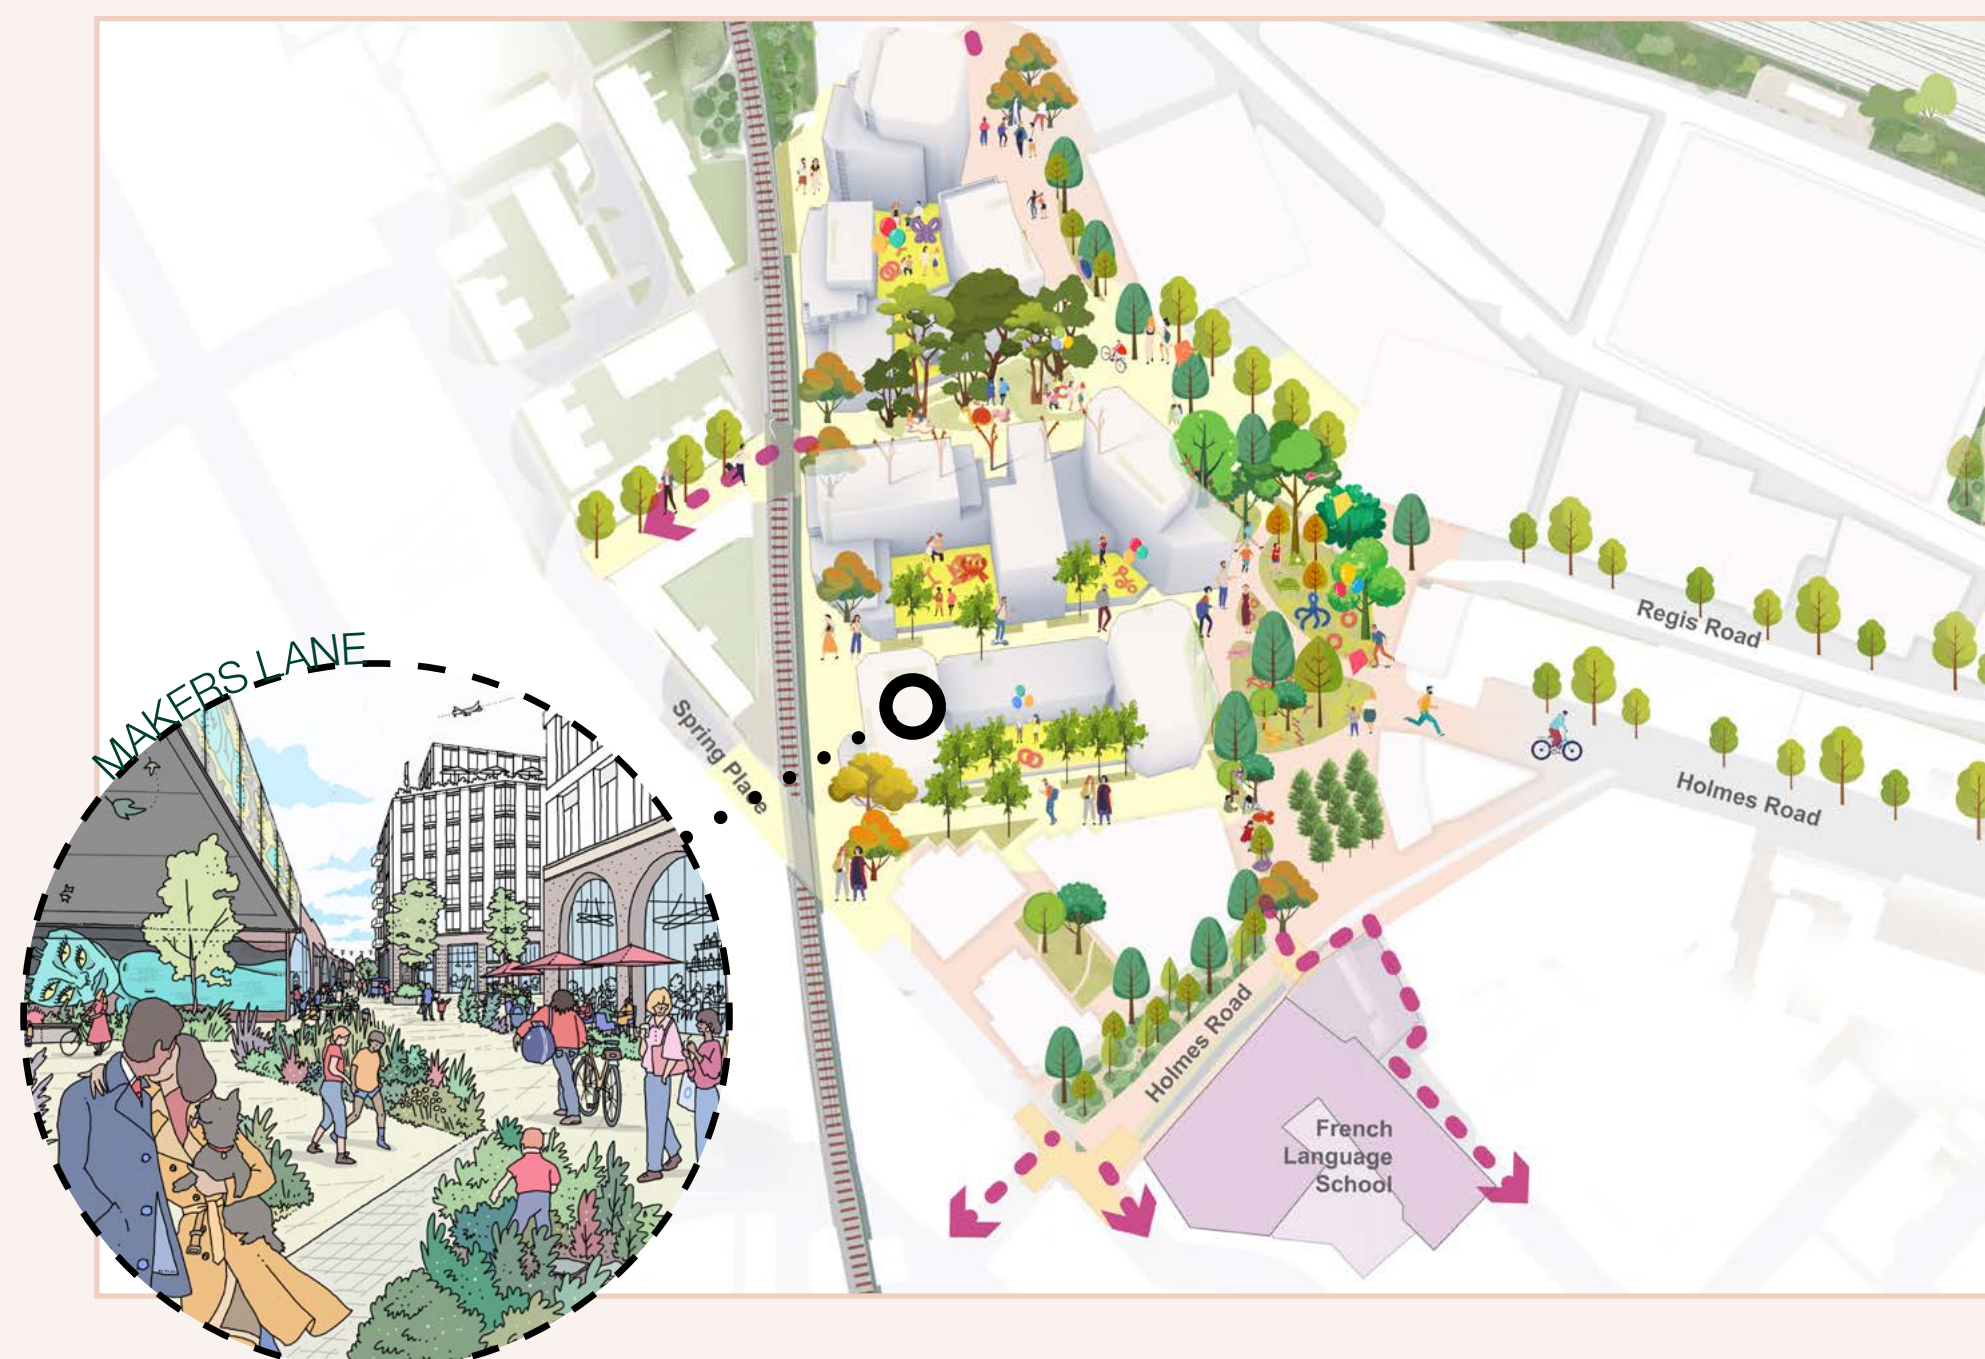 MAKERS LANE
Spring Place
Regis Road
Holmes Road
Holmes Road
French
Language
School